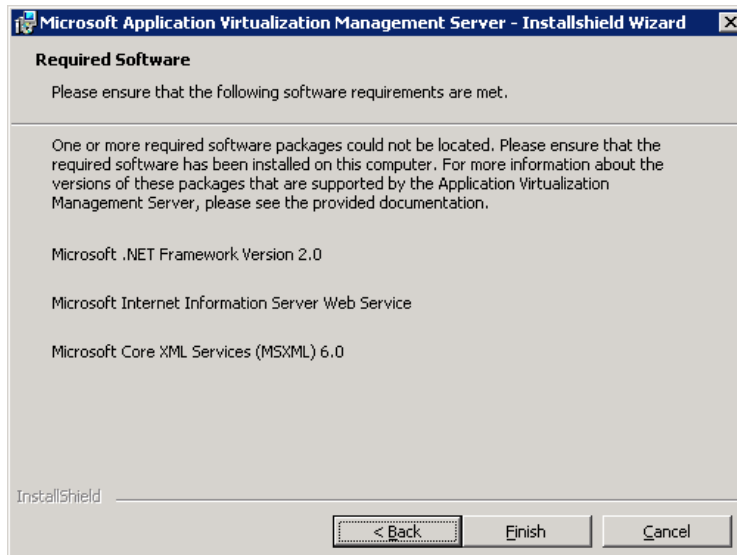 Microsoft Application Virtualization Management Server - Installshield Wizard
Required Software
Please ensure that the following software requirements are met.
One or more required software packages could not be located. Please ensure that the
required software has been installed on this computer. For more information about the
versions of these packages that are supported by the Application Virtualization
Management Server, please see the provided documentation.
Microsoft .NET Framework Version 2.0
Microsoft Internet Information Server Web Service
Microsoft Core XML Services (MSXML) 6.0
InstallShield
< Back
Finish
Cancel